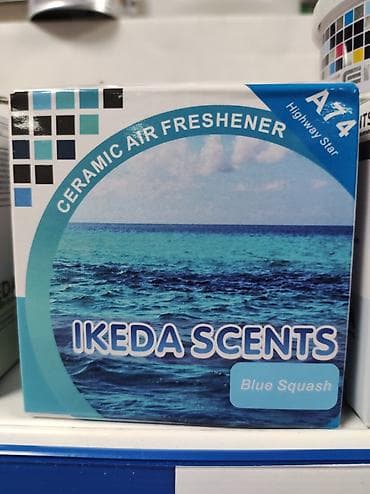 A74
Highway Star
CERAMIC AIR FRESHENER
IKEDA SCENTS
Blue Squash